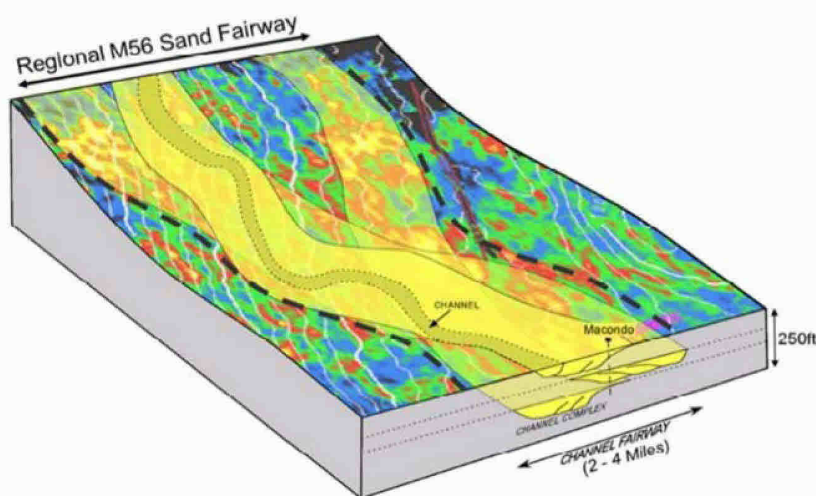 Regional M56 Sand Fairway
CHANNEL
Macondo
250ft
CHANNEL COMPLEX
CHANNEL FAIRWAY
(2 - 4 Miles)